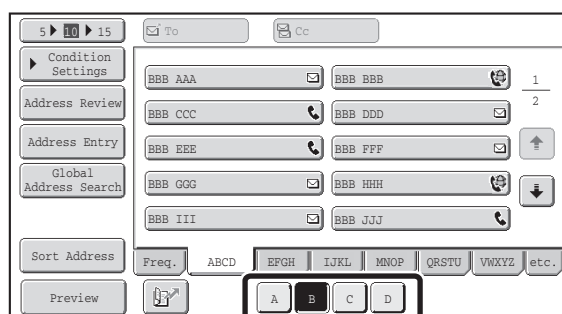 5 10 15
To
Cc
Condition
Settings
BBB AAA
BBB BBB
1
2
Address Review
BBB CCC
BBB DDD
Address Entry
BBB EEE
BBB FFF
Global
Address Search
BBB GGG
BBB HHH
BBB III
BBB JJJ
Sort Address
Freq.
ABCD
EFGH
IJKL
MNOP
QRSTU
VWXYZ
etc.
Preview
A
B
C
D